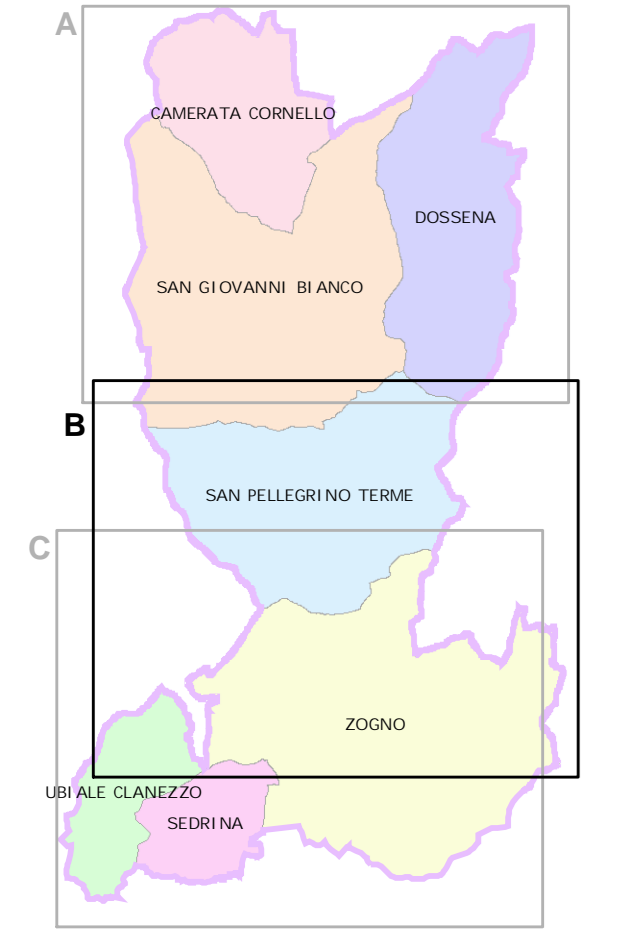 A
CAMERATA CORNELLO
DOSSENA
SAN GIOVANNI BIANCO
B
SAN PELLEGRINO TERME
C
ZOGNO
UBIALE CLANEZZO
SEDRINA